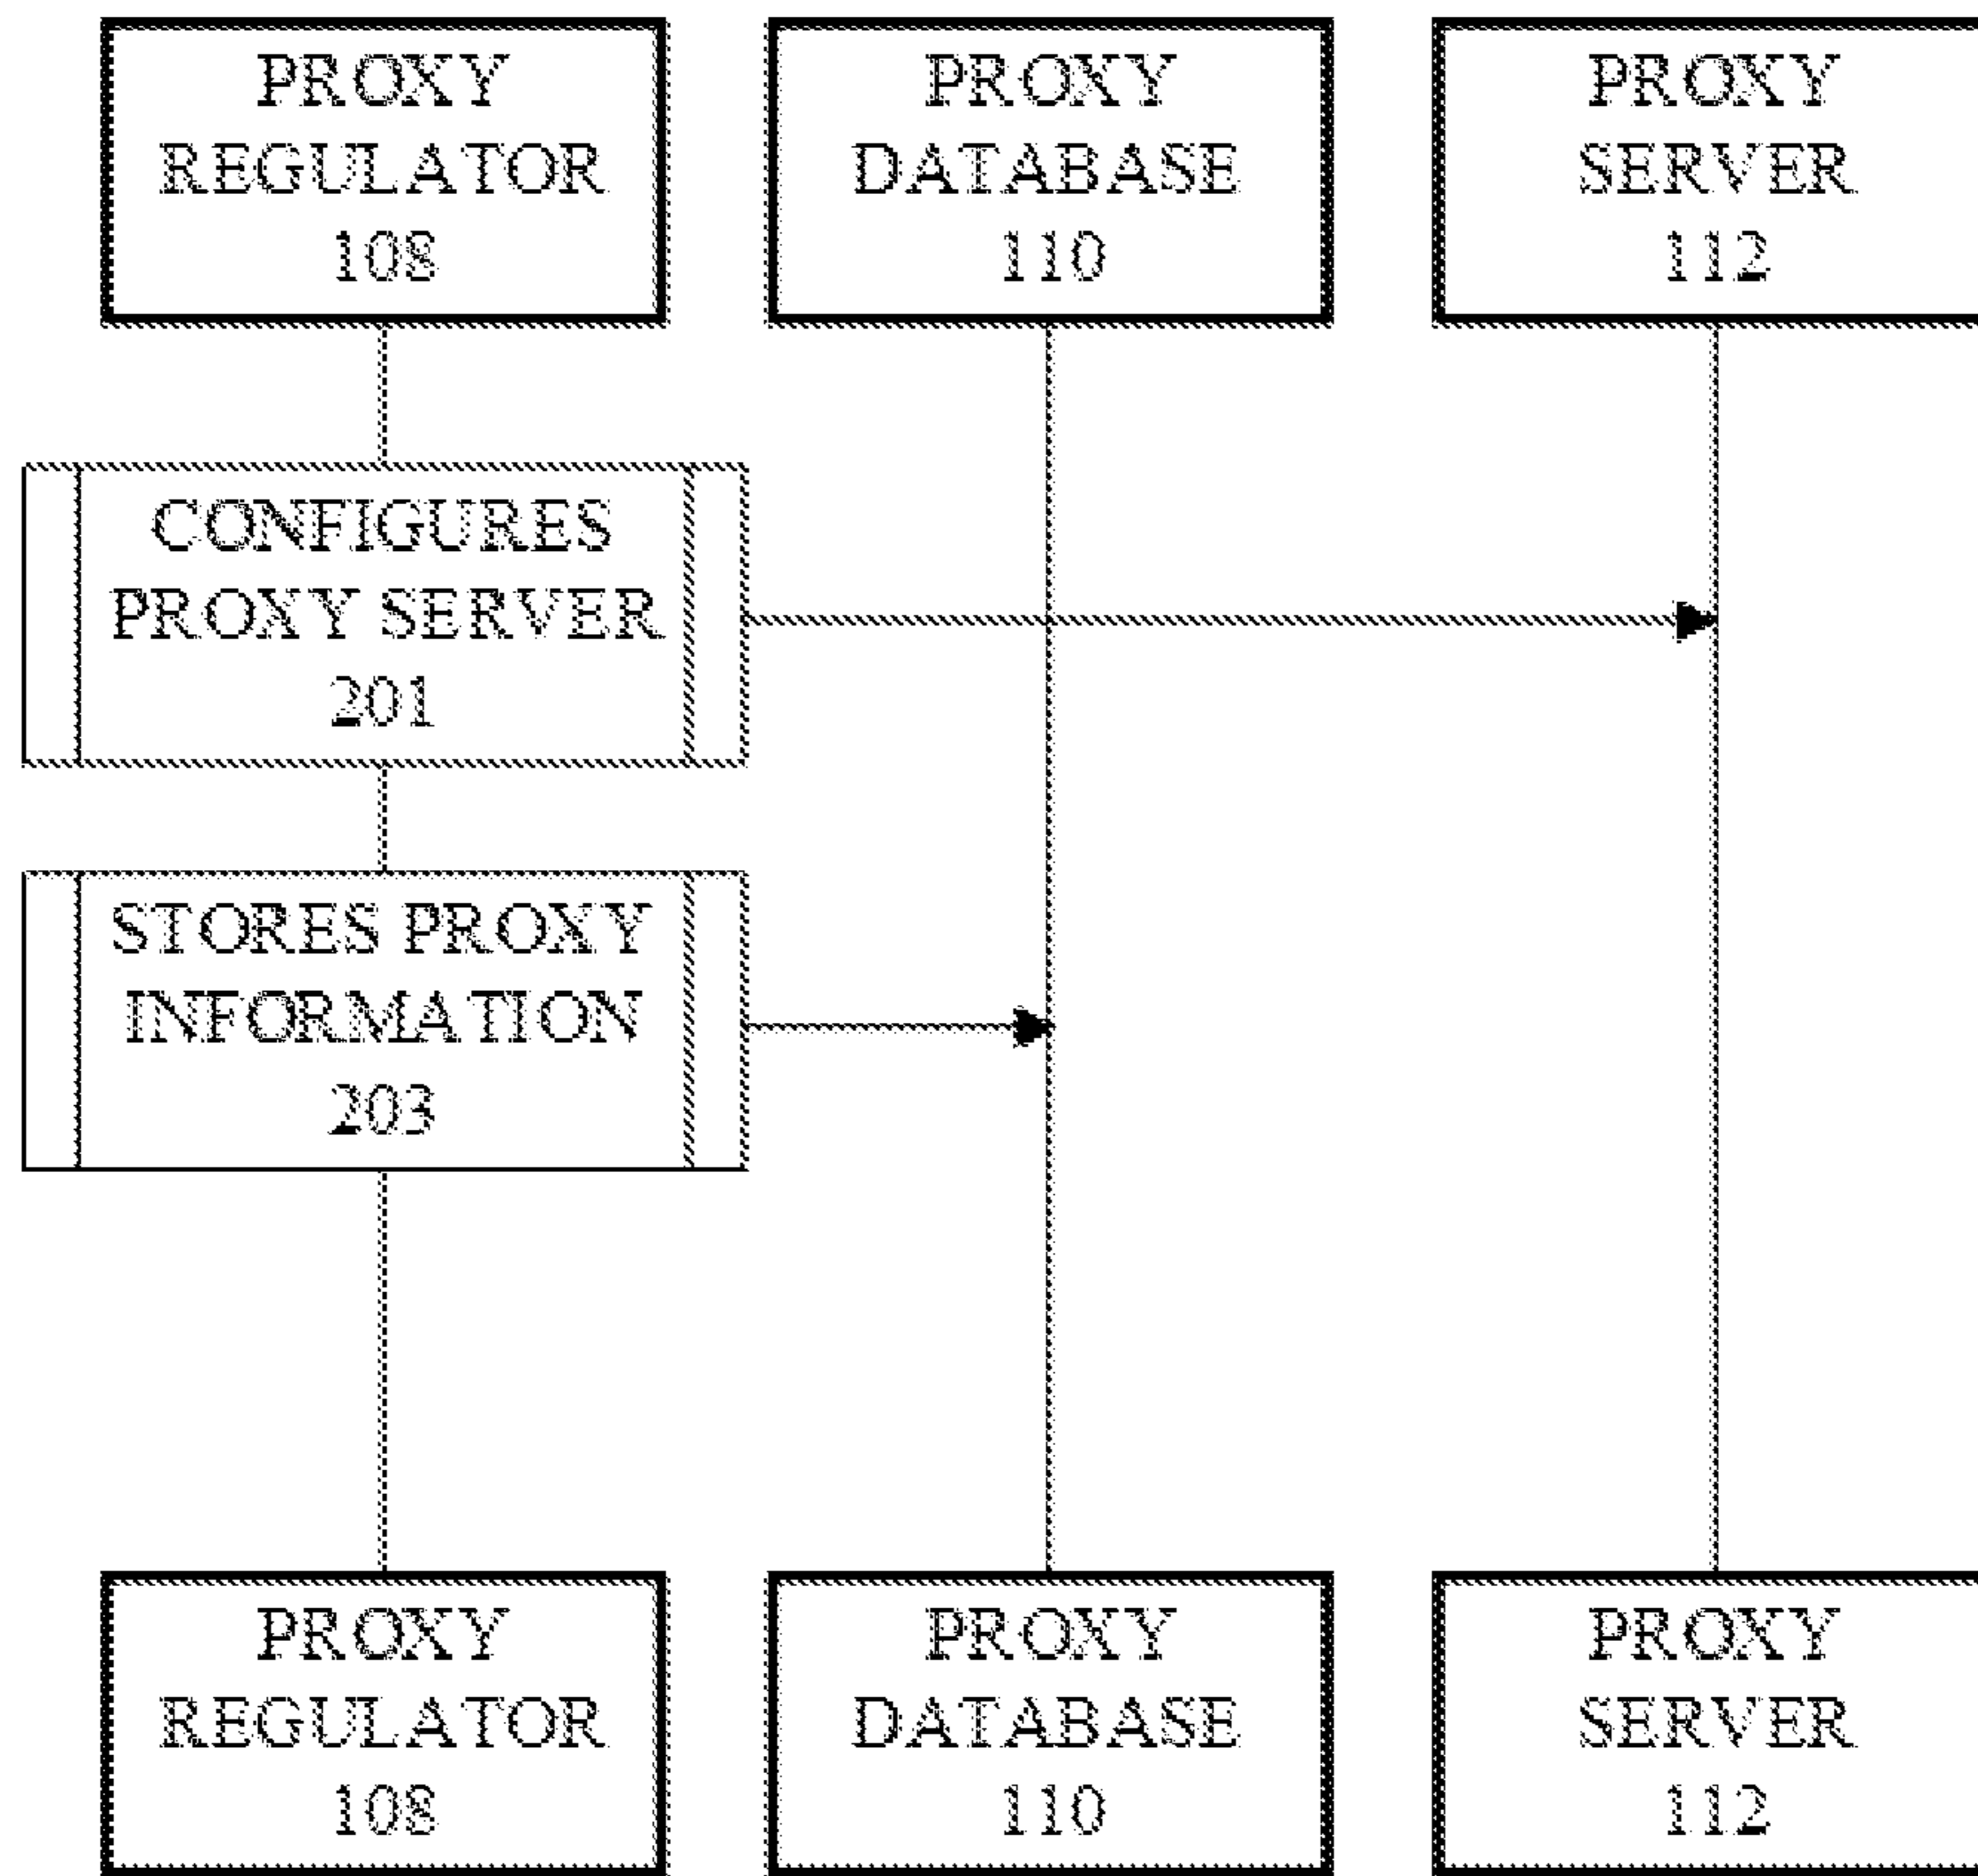 PROXY
REGULATOR
108
PROXY
DATABASE
110
PROXY
SERVER
112
CONFIGURES
PROXY SERVER
201
STORES PROXY
INFORMATION
203
PROXY
REGULATOR
108
PROXY
DATABASE
110
PROXY
SERVER
112